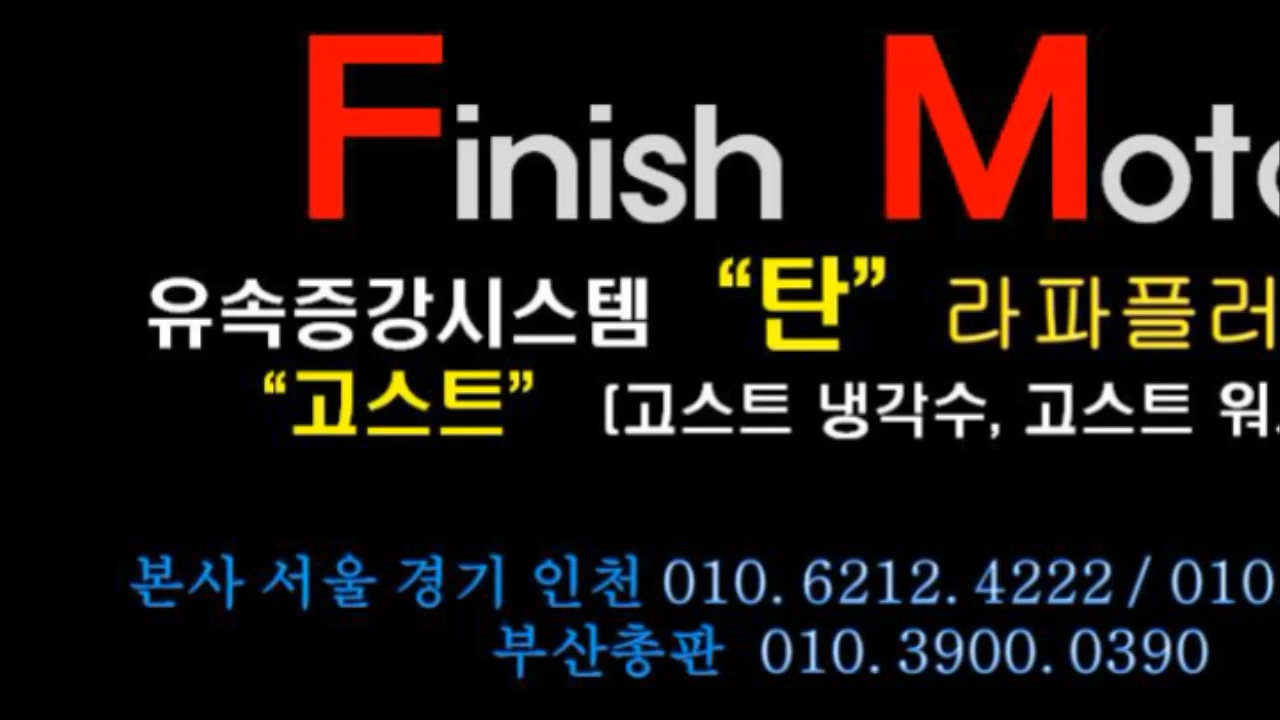 Finish Moto
유속증강시스템 “탄” 라파플러
“고스트” [고스트 냉각수, 고스트 워
본사 서울 경기 인천 010. 6212. 4222 / 010
부산총판 010. 3900. 0390